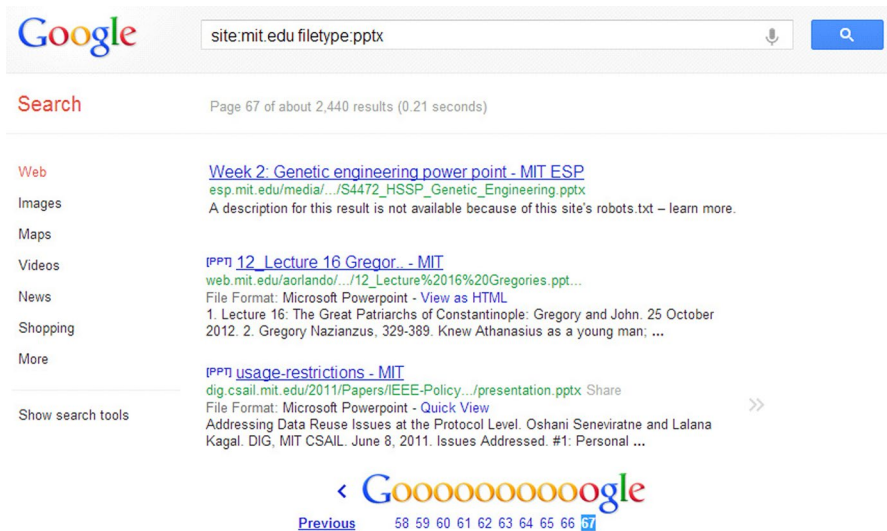 Google
site:mit.edu filetype:pptx
Search
Page 67 of about 2,440 results (0.21 seconds)
Web
Images
Maps
Videos
News
Shopping
More
Show search tools
Week 2: Genetic engineering power point - MIT ESP
esp.mit.edu/media/.../S4472_HSSP_Genetic_Engineering.pptx
A description for this result is not available because of this site's robots.txt – learn more.
[PPT] 12_Lecture 16 Gregor.. - MIT
web.mit.edu/aorlando/.../12_Lecture%2016%20Gregories.ppt...
File Format: Microsoft Powerpoint - View as HTML
1. Lecture 16: The Great Patriarchs of Constantinople: Gregory and John. 25 October
2012. 2. Gregory Nazianzus, 329-389. Knew Athanasius as a young man; ...
[PPT] usage-restrictions - MIT
dig.csail.mit.edu/2011/Papers/IEEE-Policy.../presentation.pptx Share
File Format: Microsoft Powerpoint - Quick View
Addressing Data Reuse Issues at the Protocol Level. Oshani Seneviratne and Lalana
Kagal. DIG, MIT CSAIL. June 8, 2011. Issues Addressed. #1: Personal ...
Goooooooooogle
Previous 58 59 60 61 62 63 64 65 66 67